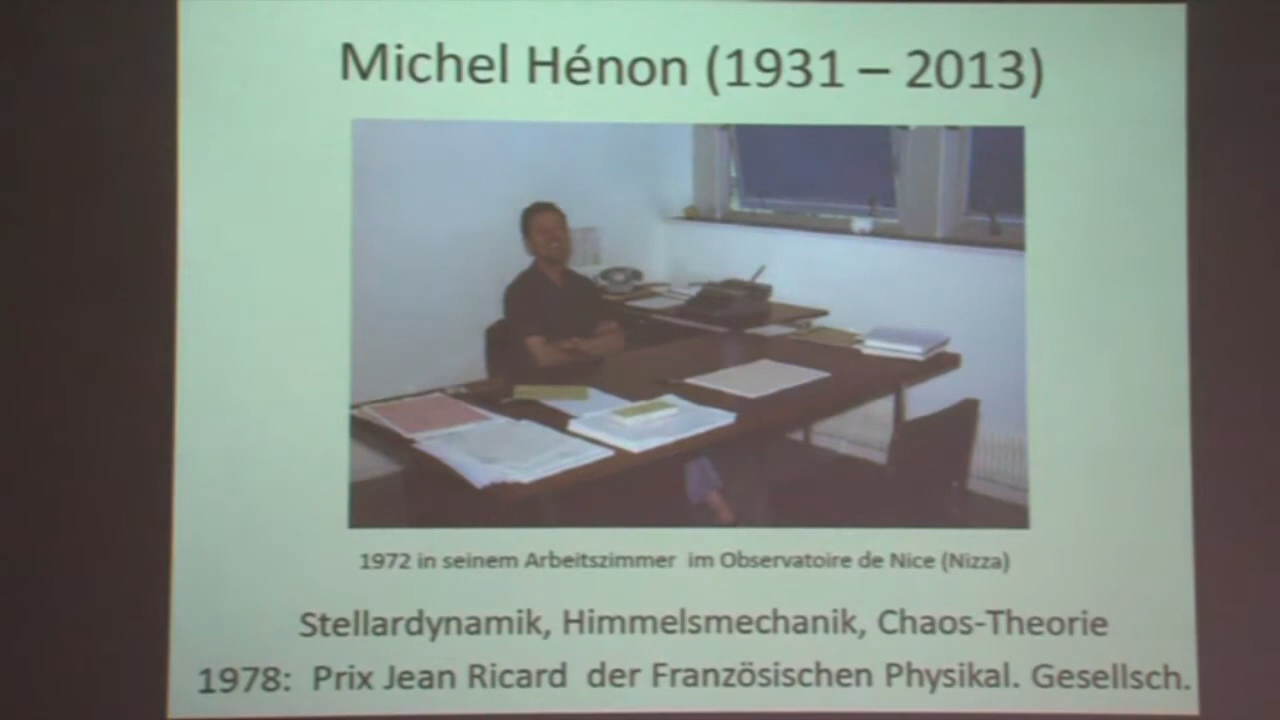 Michel Hénon (1931 – 2013)
1972 in seinem Arbeitszimmer im Observatoire de Nice (Nizza)
Stellardynamik, Himmelsmechanik, Chaos-Theorie
1978: Prix Jean Ricard der Französischen Physikal. Gesellsch.